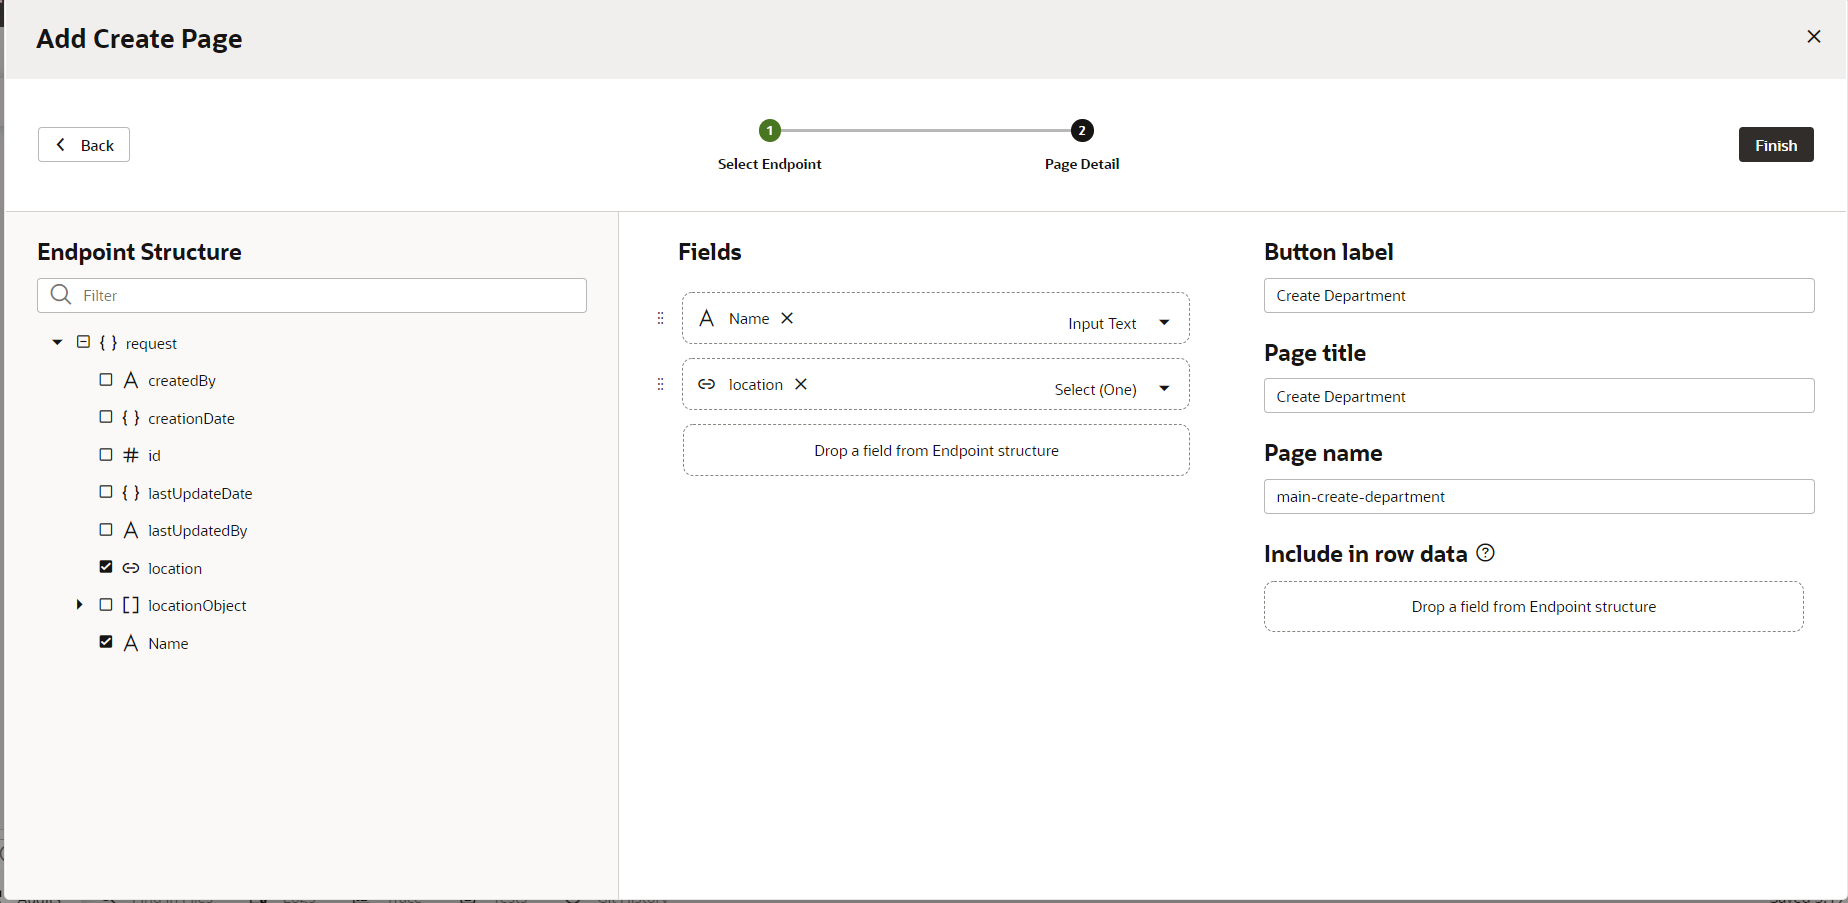 Add Create Page
Back
1
2
Select Endpoint
Page Detail
Finish
Endpoint Structure
Filter
request
createdBy
creationDate
id
lastUpdateDate
lastUpdatedBy
location
locationObject
Name
Fields
Name
Input Text
location
Select (One)
Drop a field from Endpoint structure
Button label
Create Department
Page title
Create Department
Page name
main-create-department
Include in row data
Drop a field from Endpoint structure